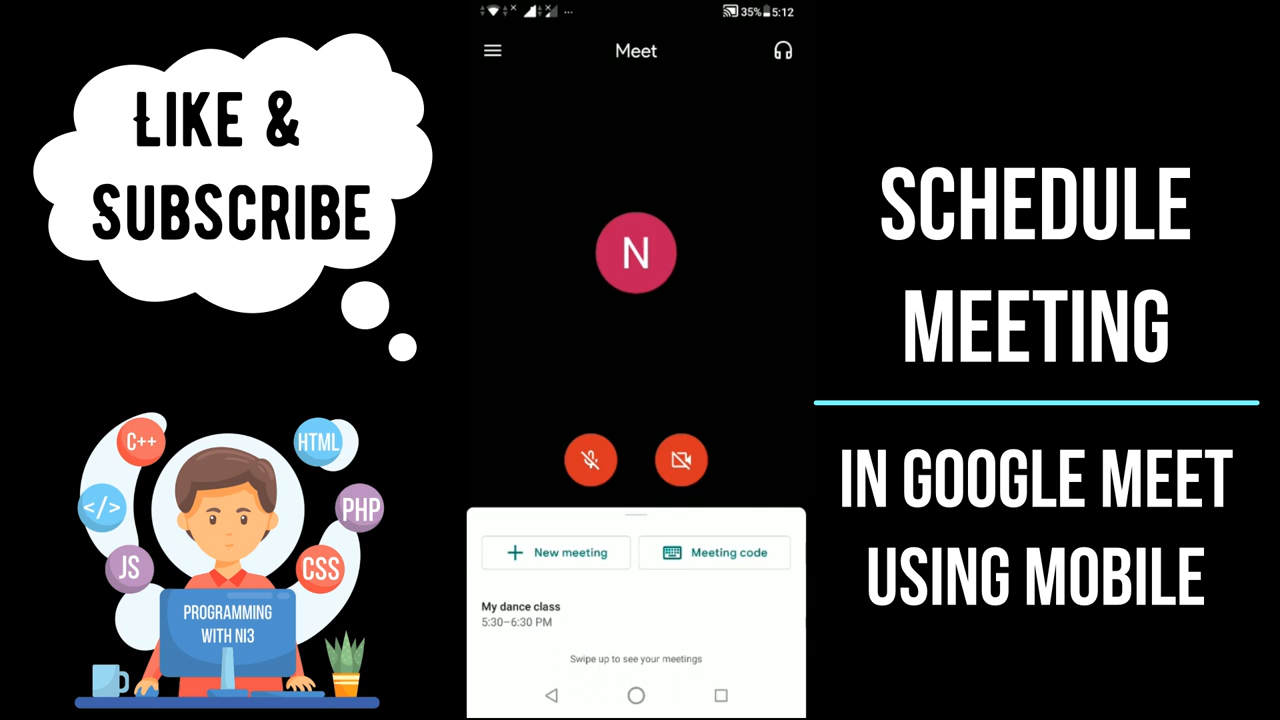 LIKE &
SUBSCRIBE
C++
HTML
</>
PHP
JS
CSS
PROGRAMMING
WITH NI3
35% 5:12
Meet
N
New meeting
Meeting code
My dance class
5:30–6:30 PM
Swipe up to see your meetings
SCHEDULE
MEETING
IN GOOGLE MEET
USING MOBILE